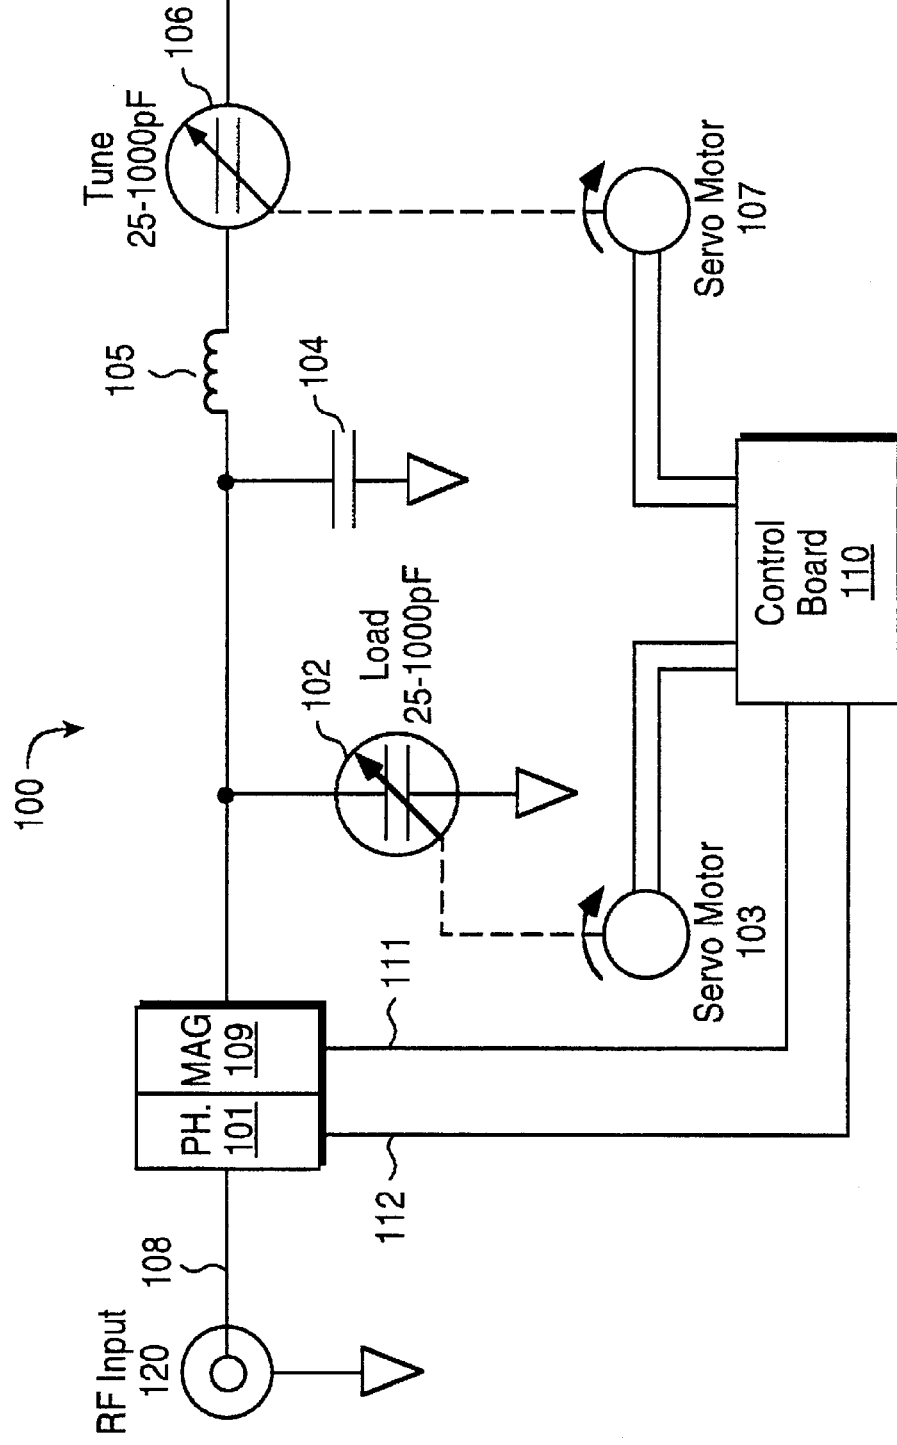 100
RF Input
120
108
PH.
101
MAG
109
112
111
102
Load
25-1000pF
104
105
Tune
25-1000pF
106
Servo Motor
103
Servo Motor
107
Control
Board
110